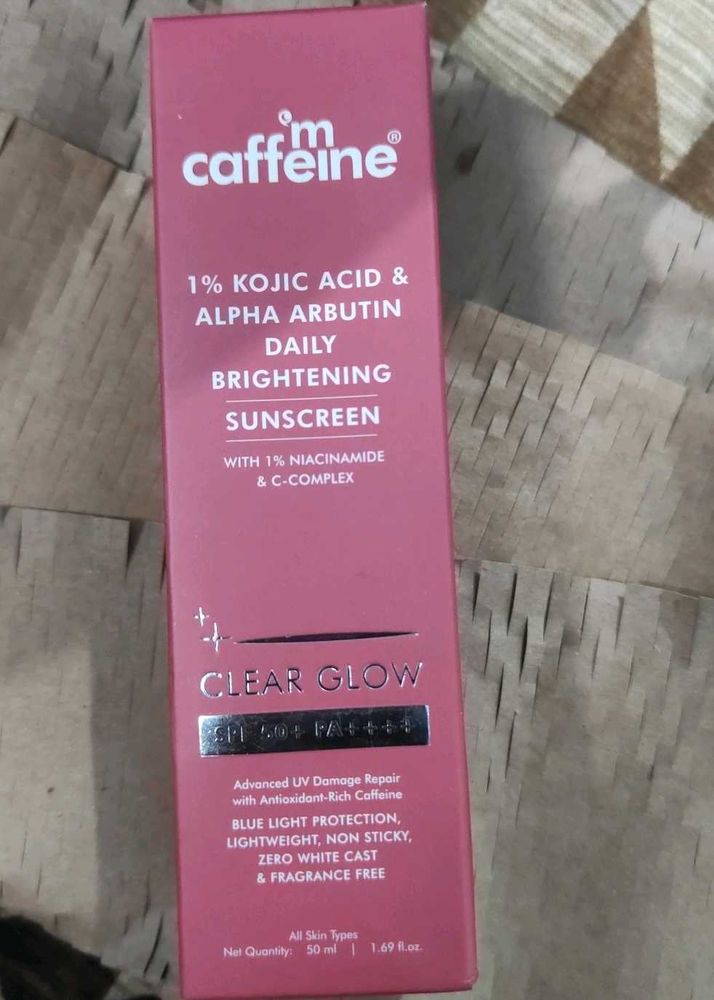 'm
caffeine®
1% KOJIC ACID &
ALPHA ARBUTIN
DAILY
BRIGHTENING
SUNSCREEN
WITH 1% NIACINAMIDE
& C-COMPLEX
CLEAR GLOW
SPF 50+ PA++++
Advanced UV Damage Repair
with Antioxidant-Rich Caffeine
BLUE LIGHT PROTECTION,
LIGHTWEIGHT, NON STICKY,
ZERO WHITE CAST
& FRAGRANCE FREE
All Skin Types
Net Quantity: 50 ml | 1.69 fl.oz.